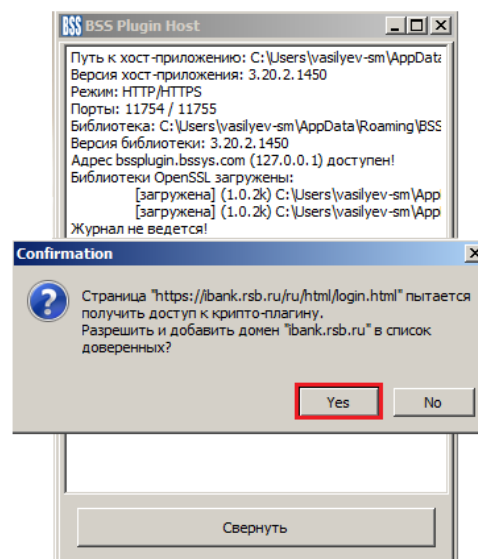 BSS BSS Plugin Host
Путь к хост-приложению: C:\Users\vasilyev-sm\AppData
Версия хост-приложения: 3.20.2.1450
Режим: HTTP/HTTPS
Порты: 11754 / 11755
Библиотека: C:\Users\vasilyev-sm\AppData\Roaming\BSS
Версия библиотеки: 3.20.2.1450
Адрес bssplugin.bssys.com (127.0.0.1) доступен!
Библиотеки OpenSSL загружены:
[загружена] (1.0.2k) C:\Users\vasilyev-sm\App
[загружена] (1.0.2k) C:\Users\vasilyev-sm\App
Журнал не ведется!
Confirmation
Страница "https://ibank.rsb.ru/ru/html/login.html" пытается
получить доступ к крипто-плагину.
Разрешить и добавить домен "ibank.rsb.ru" в список
доверенных?
Yes No
Свернуть